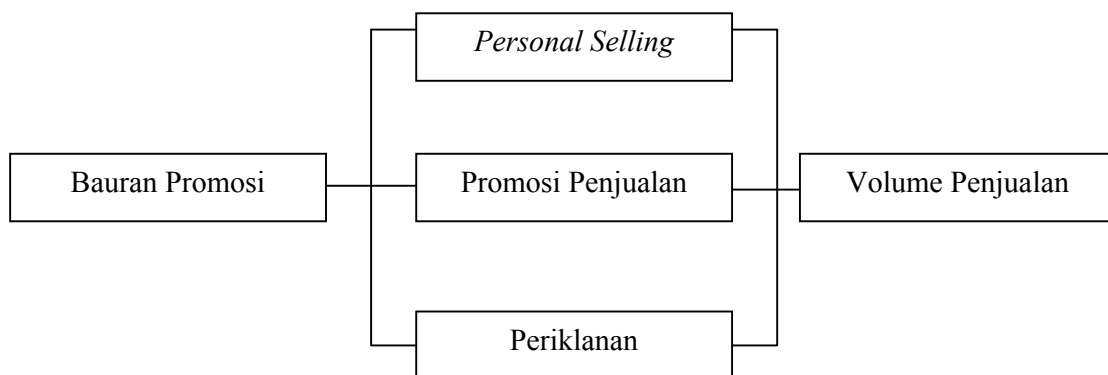 Personal Selling
Bauran Promosi
Promosi Penjualan
Volume Penjualan
Periklanan